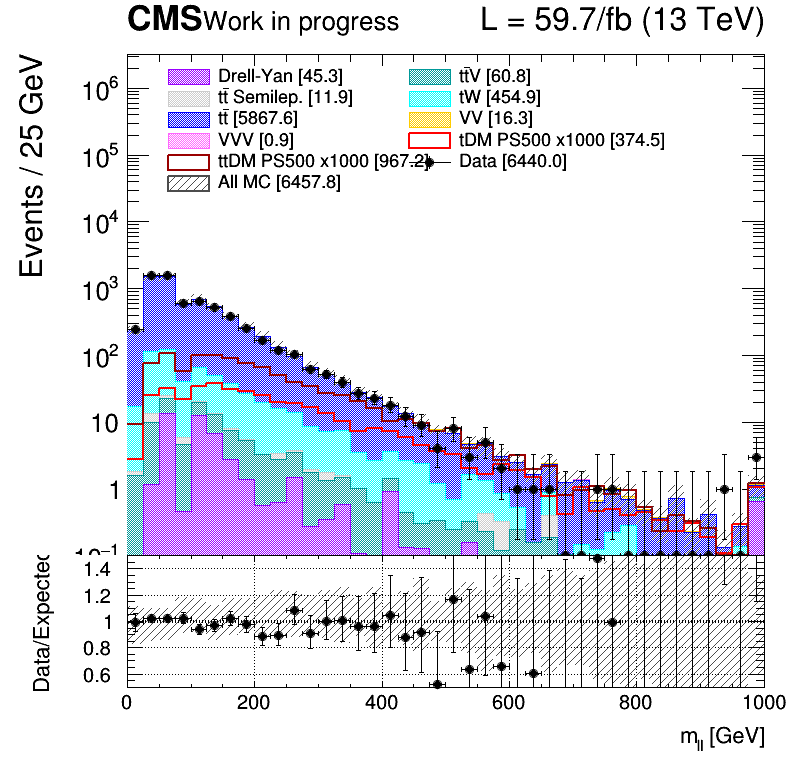 CMS Work in progress L = 59.7/fb (13 TeV)
Events / 25 GeV
Drell-Yan [45.3] tt̄V [60.8]
tt̄ Semilep. [11.9] tW [454.9]
tt̄ [5867.6] VV [16.3]
VVV [0.9] tDM PS500 x1000 [374.5]
ttDM PS500 x1000 [967.2] Data [6440.0]
All MC [6457.8]
10⁶
10⁵
10⁴
10³
10²
10
1
10⁻¹
Data/Expected
1.4
1.2
1
0.8
0.6
0 200 400 600 800 1000
m_ll [GeV]